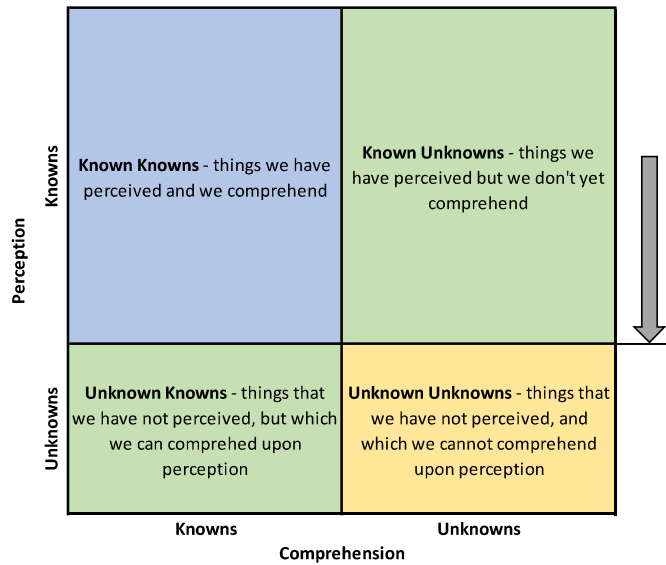 Known Knowns - things we have
perceived and we comprehend
Known Unknowns - things we
have perceived but we don't yet
comprehend
Unknown Knowns - things that
we have not perceived, but which
we can comprehed upon
perception
Unknown Unknowns - things that
we have not perceived, and
which we cannot comprehend
upon perception
Perception
Knowns
Unknowns
Knowns
Unknowns
Comprehension